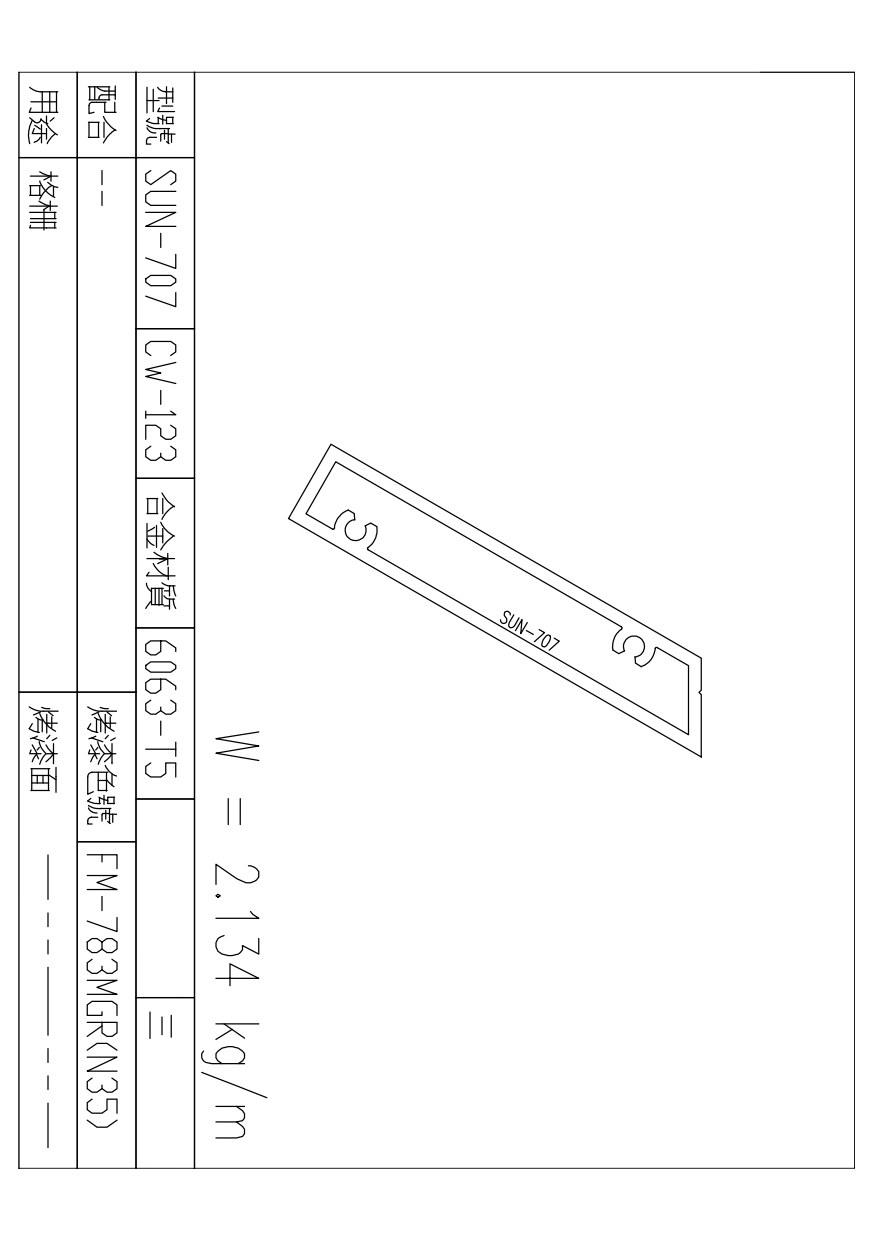 SUN-707
W = 2.134 kg/m
型號 SUN-707 CW-123 合金材質 6063-T5 三
配合 -- 烤漆色號 FM-783MGR(N35)
用途 格柵 烤漆面